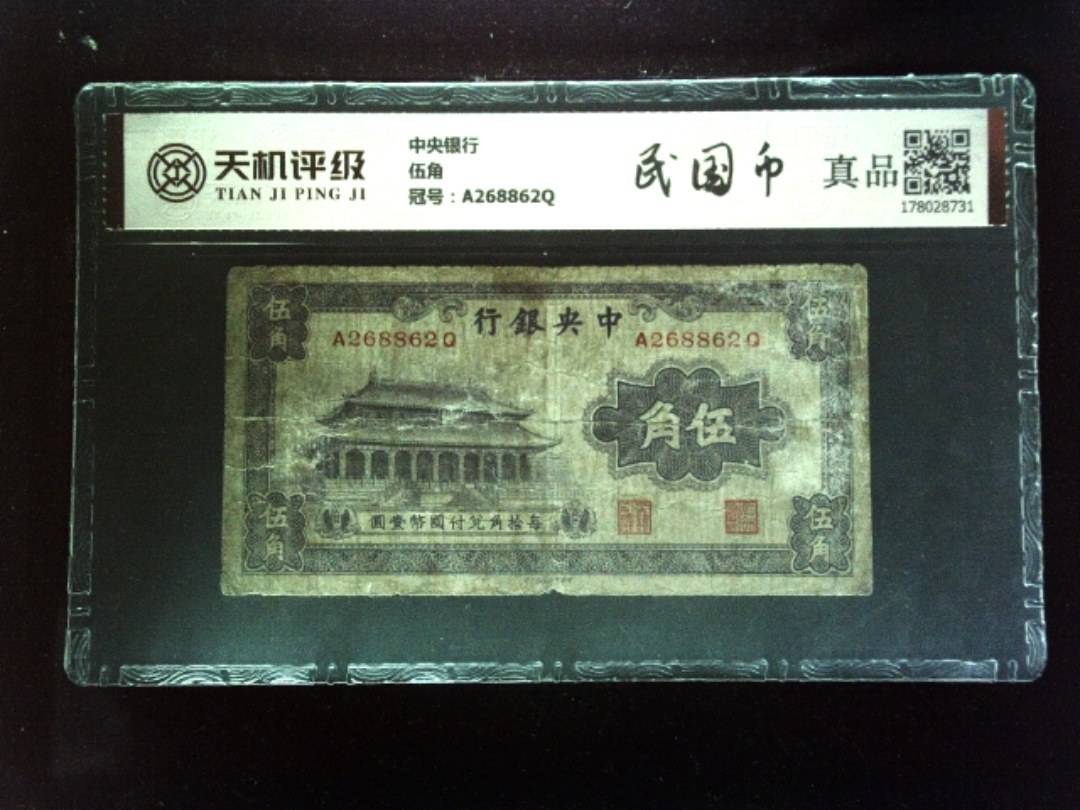 天机评级
TIAN JI PING JI
中央银行
伍角
冠号：A268862Q
民国币
真品
178028731
伍角
行銀央中
伍角
A268862Q
A268862Q
角伍
圓壹幣國付兌角拾每
伍角
伍角